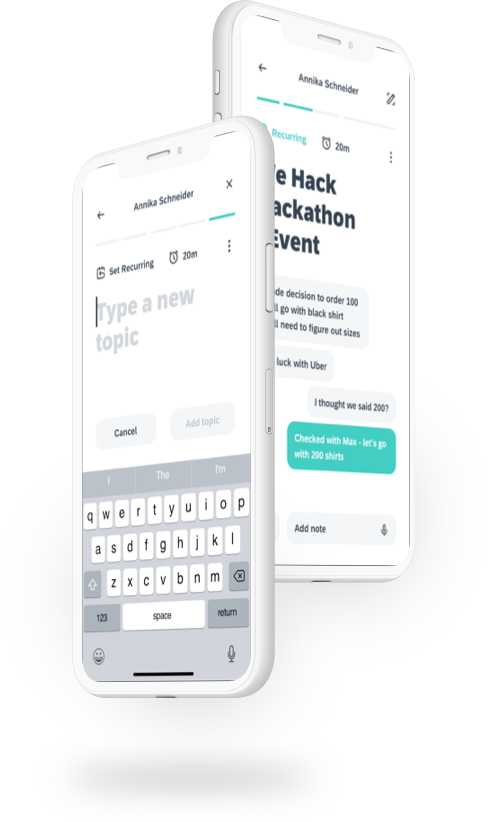 Annika Schneider
Set Recurring
20m
Type a new
topic
Cancel
Add topic
I
The
I'm
q w e r t y u i o p
a s d f g h j k l
z x c v b n m
123
space
return
Annika Schneider
Recurring
20m
Hack
Event
decision to order 100
go with black shirt
need to figure out sizes
luck with Uber
I thought we said 200?
Checked with Max - let's go
with 200 shirts
Add note